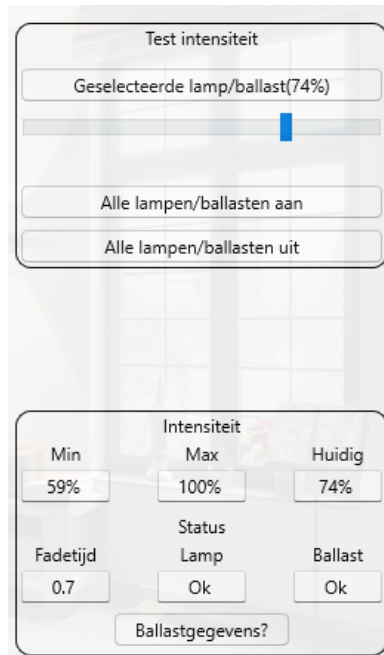 Test intensiteit
Geselecteerde lamp/ballast(74%)
Alle lampen/ballasten aan
Alle lampen/ballasten uit
Intensiteit
Min Max Huidig
59% 100% 74%
Status
Fadetijd Lamp Ballast
0.7 Ok Ok
Ballastgegevens?